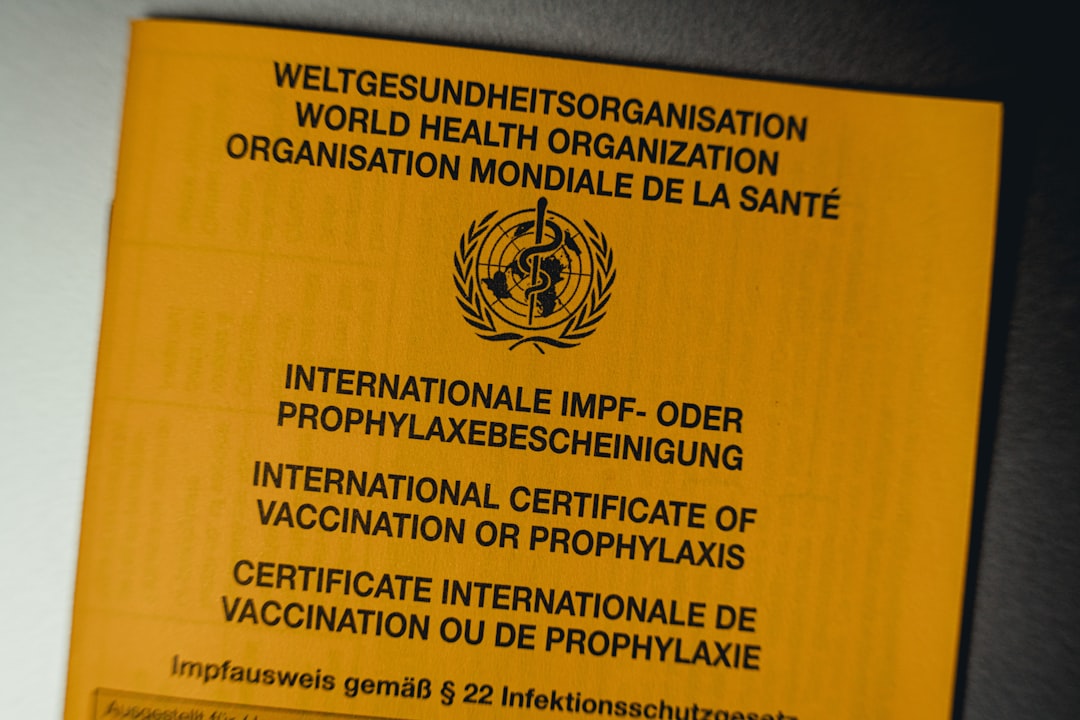 WELTGESUNDHEITSORGANISATION
WORLD HEALTH ORGANIZATION
ORGANISATION MONDIALE DE LA SANTÉ
INTERNATIONALE IMPF- ODER
PROPHYLAXEBESCHEINIGUNG
INTERNATIONAL CERTIFICATE OF
VACCINATION OR PROPHYLAXIS
CERTIFICATE INTERNATIONALE DE
VACCINATION OU DE PROPHYLAXIE
Impfausweis gemäß § 22 Infektionsschutzgesetz
Ausgestellt für